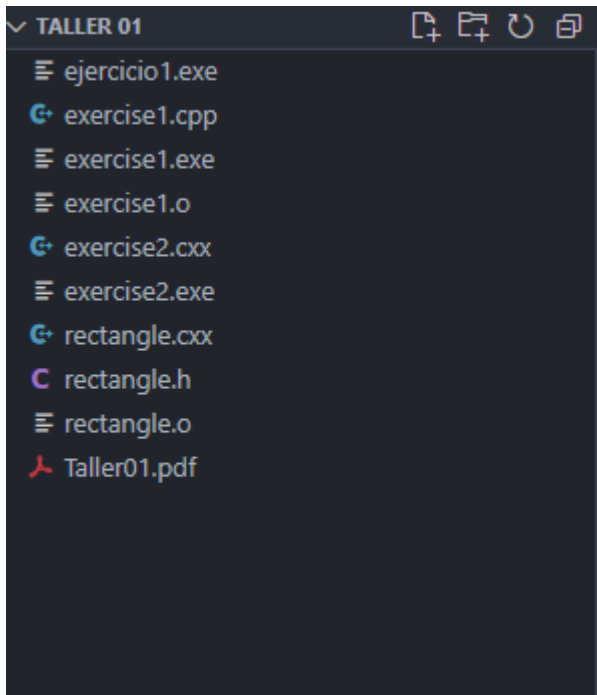 TALLER 01
ejercicio1.exe
exercise1.cpp
exercise1.exe
exercise1.o
exercise2.cxx
exercise2.exe
rectangle.cxx
rectangle.h
rectangle.o
Taller01.pdf